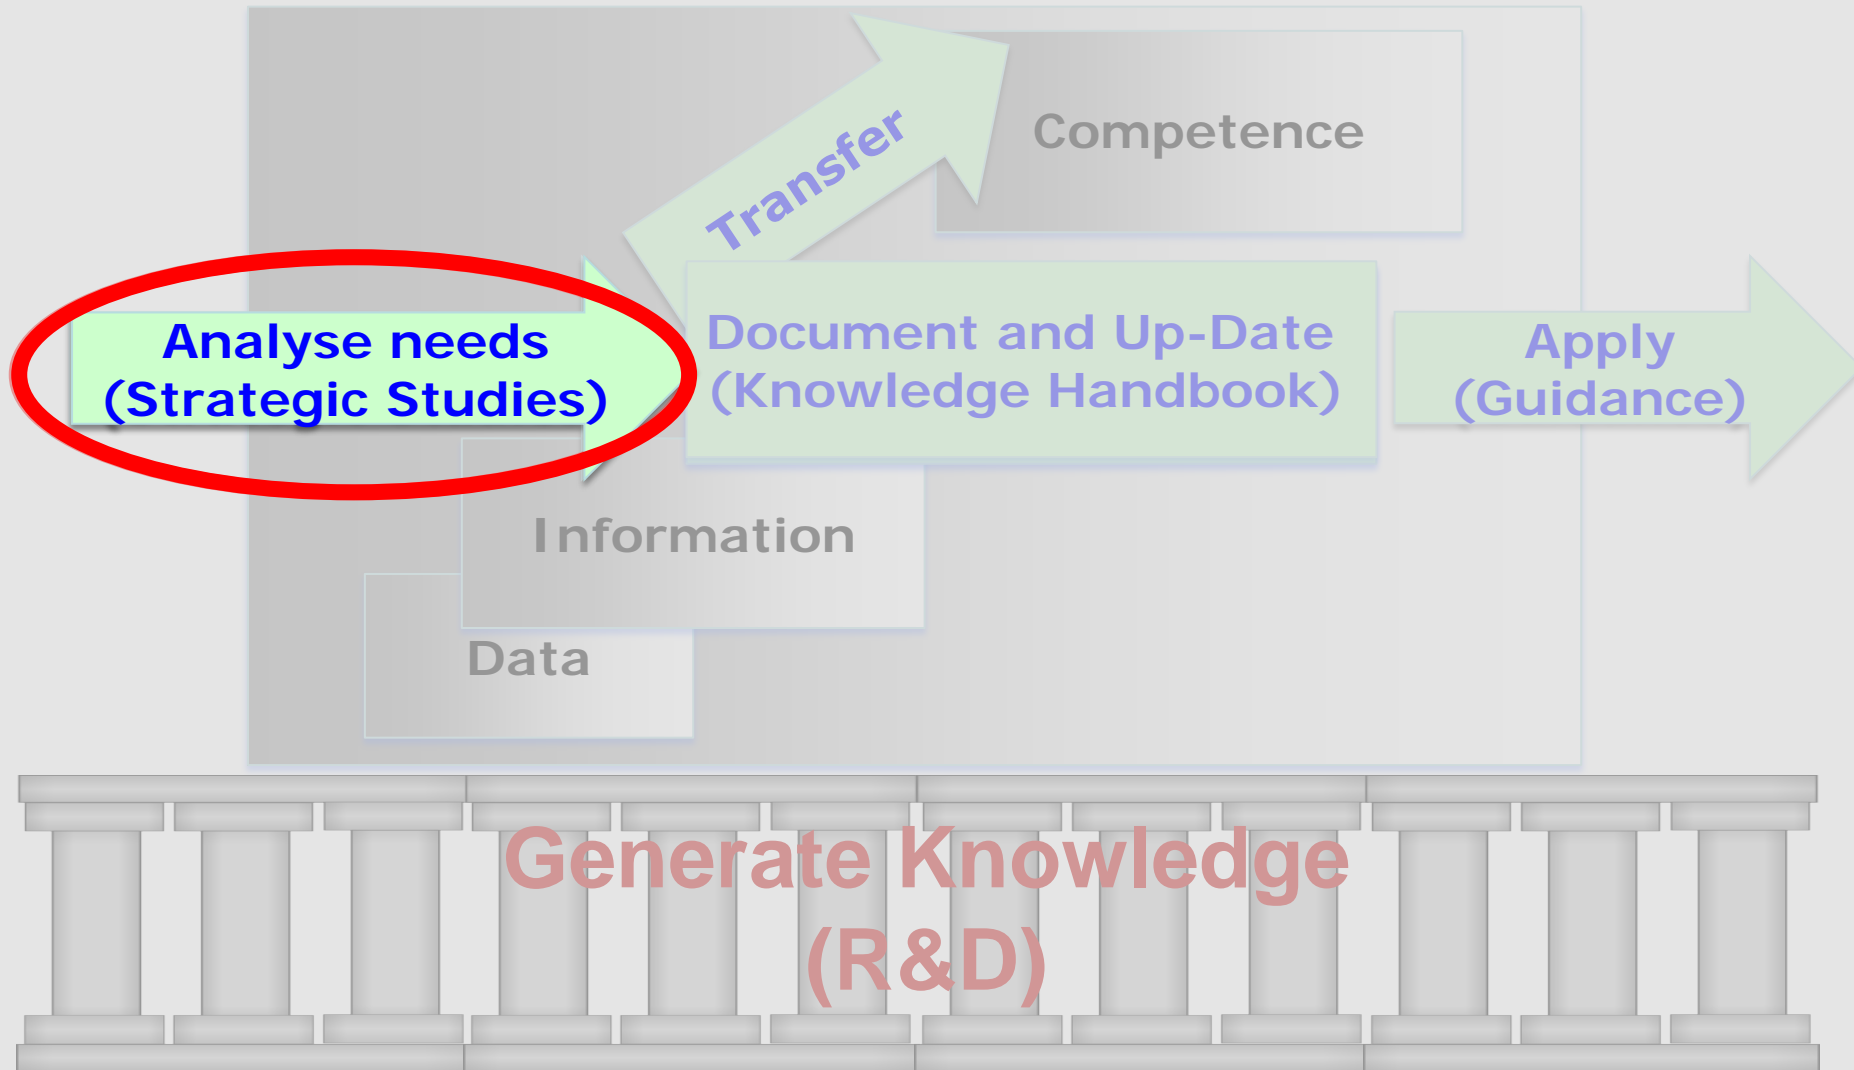 Competence
Transfer
Analyse needs
(Strategic Studies)
Document and Up-Date
(Knowledge Handbook)
Apply
(Guidance)
Information
Data
Generate Knowledge
(R&D)